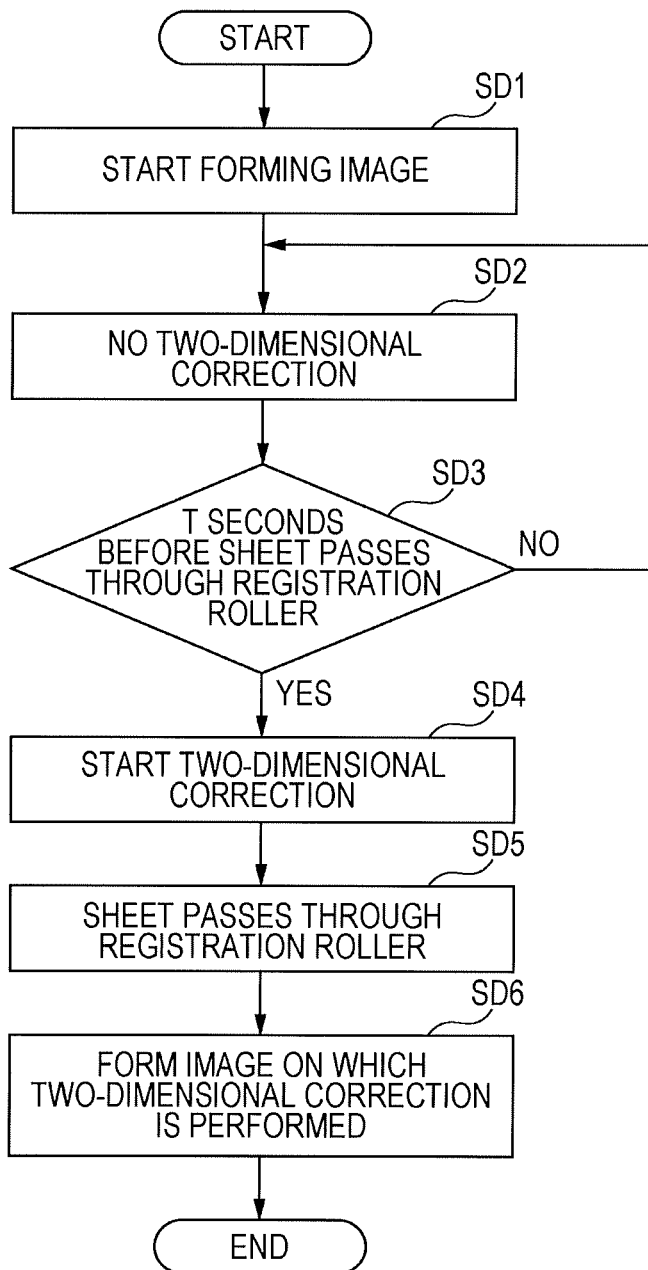 START
SD1
START FORMING IMAGE
SD2
NO TWO-DIMENSIONAL
CORRECTION
SD3
T SECONDS
BEFORE SHEET PASSES
THROUGH REGISTRATION
ROLLER
NO
YES
SD4
START TWO-DIMENSIONAL
CORRECTION
SD5
SHEET PASSES THROUGH
REGISTRATION ROLLER
SD6
FORM IMAGE ON WHICH
TWO-DIMENSIONAL CORRECTION
IS PERFORMED
END